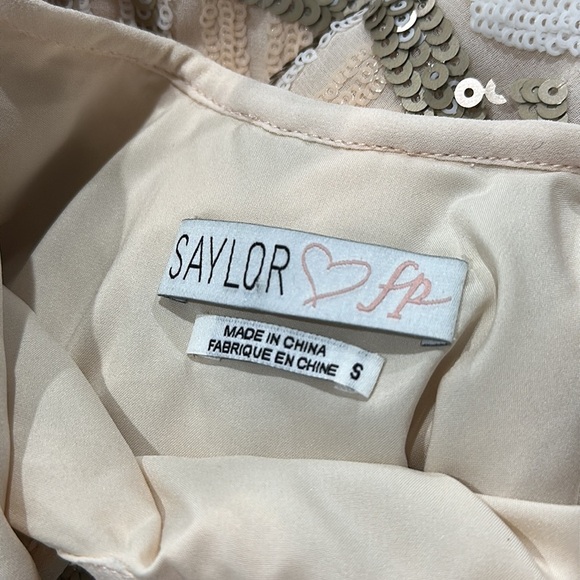 SAYLOR ♡ fp
MADE IN CHINA
FABRIQUE EN CHINE S